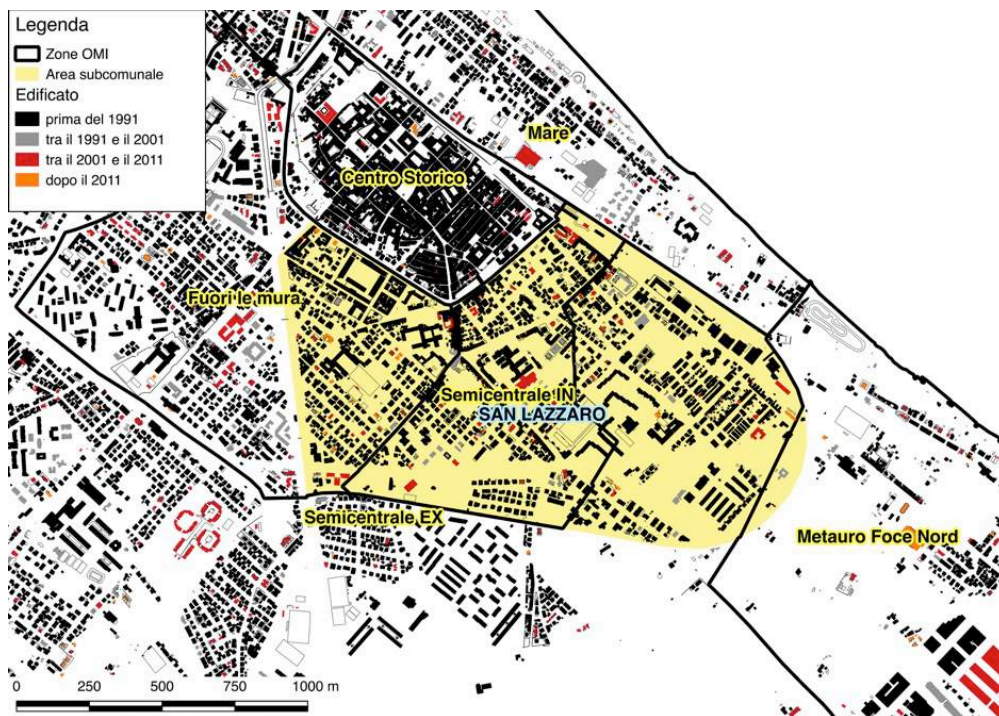 Legenda
Zone OMI
Area subcomunale
Edificato
prima del 1991
tra il 1991 e il 2001
tra il 2001 e il 2011
dopo il 2011
Mare
Centro Storico
Fuori le mura
Semicentrale IN
SAN LAZZARO
Semicentrale EX
Metauro Foce Nord
0 250 500 750 1000 m